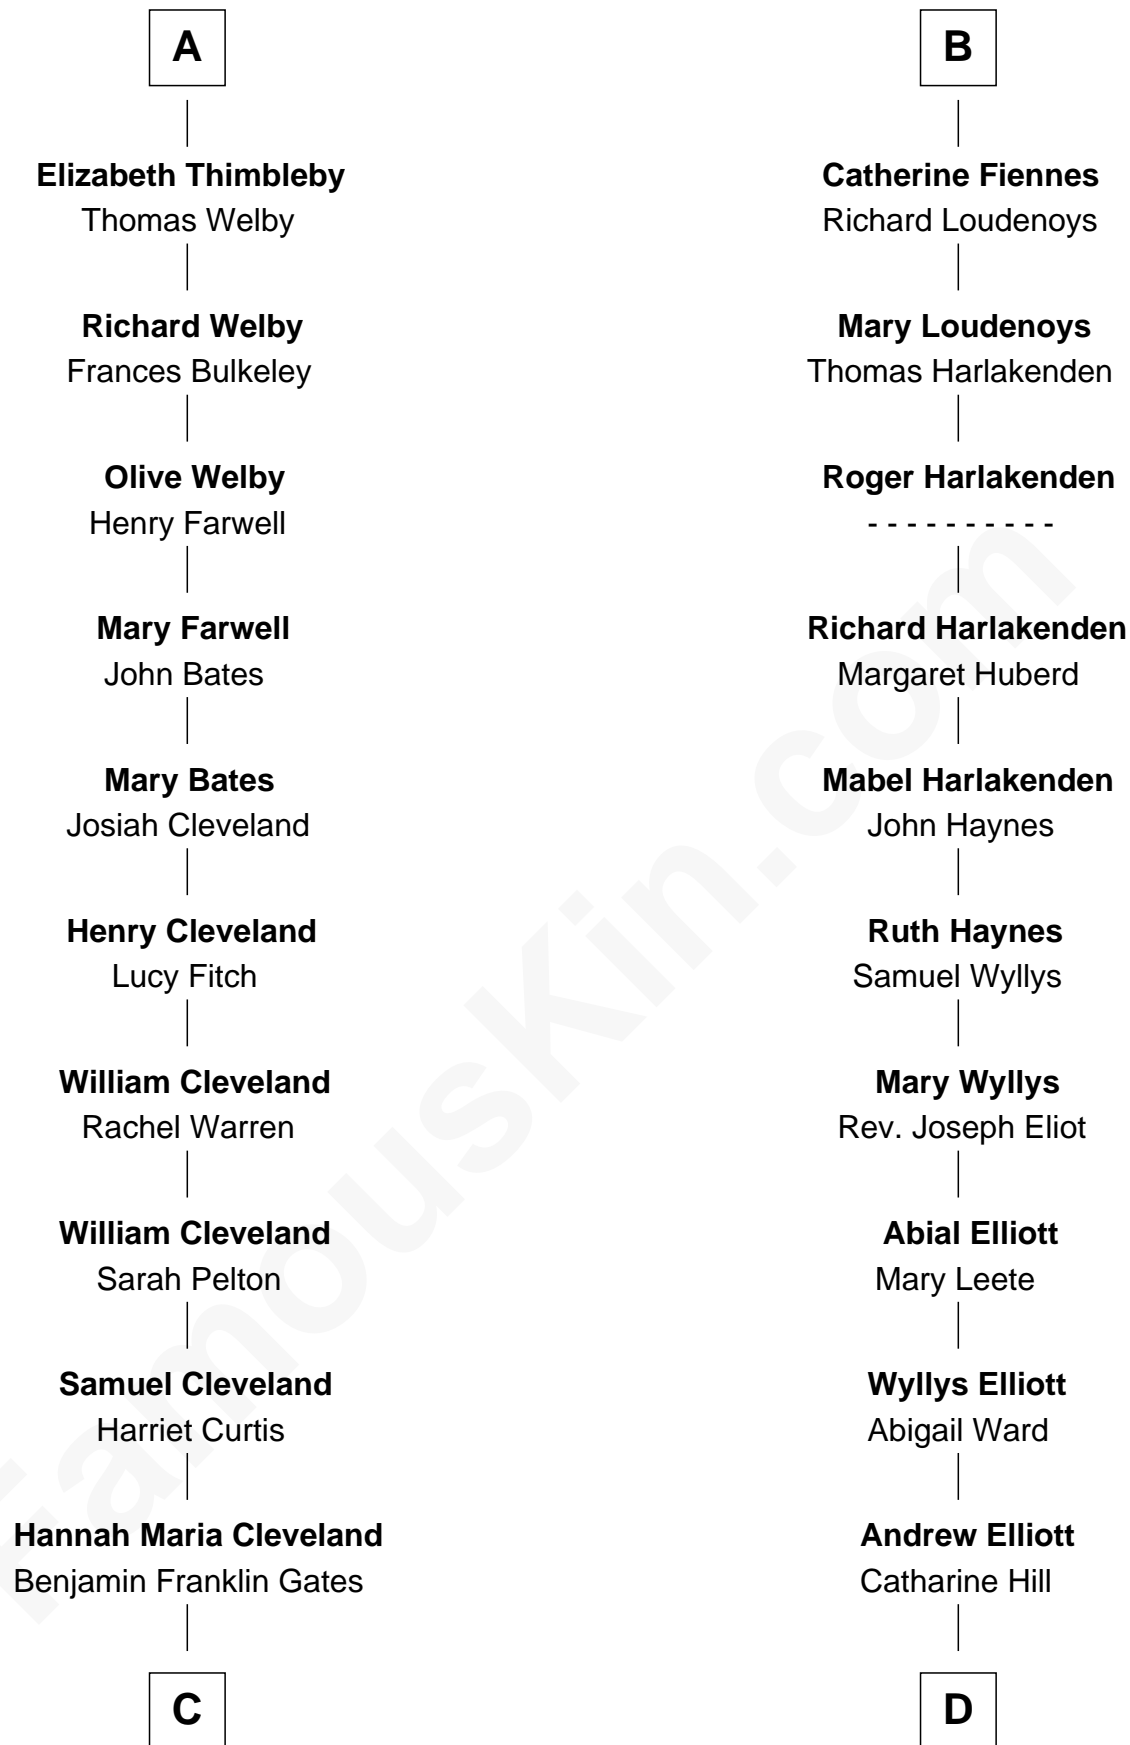 A
Elizabeth Thimbleby
Thomas Welby
Richard Welby
Frances Bulkeley
Olive Welby
Henry Farwell
Mary Farwell
John Bates
Mary Bates
Josiah Cleveland
Henry Cleveland
Lucy Fitch
William Cleveland
Rachel Warren
William Cleveland
Sarah Pelton
Samuel Cleveland
Harriet Curtis
Hannah Maria Cleveland
Benjamin Franklin Gates
C
B
Catherine Fiennes
Richard Loudenoys
Mary Loudenoys
Thomas Harlakenden
Roger Harlakenden
- - - - - - - - - -
Richard Harlakenden
Margaret Huberd
Mabel Harlakenden
John Haynes
Ruth Haynes
Samuel Wyllys
Mary Wyllys
Rev. Joseph Eliot
Abial Elliott
Mary Leete
Wyllys Elliott
Abigail Ward
Andrew Elliott
Catharine Hill
D
FamousKin.com